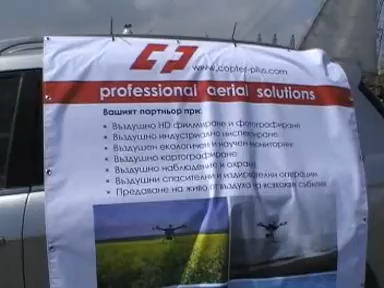 www.copter-plus.com
professional aerial solutions
Вашият партньор при:
• Въздушно HD филмиране и фотографиране
• Въздушно индустриално инспектиране
• Въздушен екологичен и научен мониторинг
• Въздушно картографиране
• Въздушно наблюдение и охрана
• Въздушни спасителни и издирвателни операции
• Предаване на живо от въздуха на всякакви събития